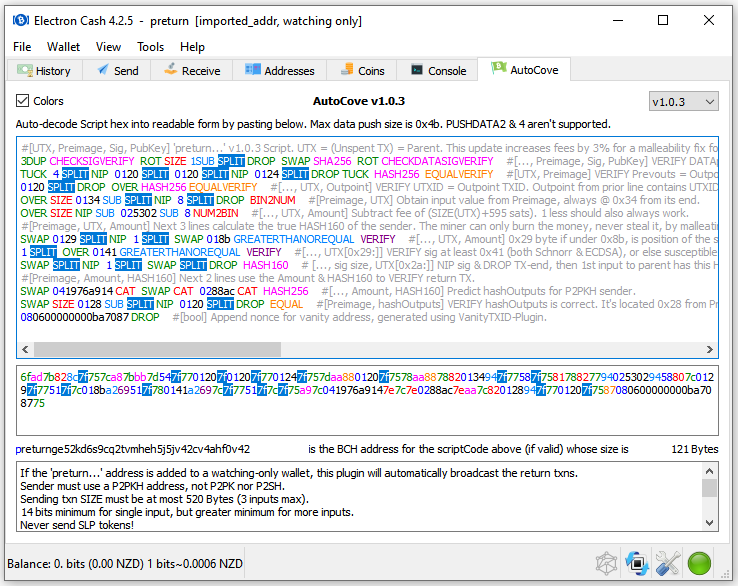 Electron Cash 4.2.5 - preturn [imported_addr, watching only]
File Wallet View Tools Help
History Send Receive Addresses Coins Console AutoCove
Colors AutoCove v1.0.3 v1.0.3
Auto-decode Script hex into readable form by pasting below. Max data push size is 0x4b. PUSHDATA2 & 4 aren't supported.
#[UTX, Preimage, Sig, PubKey] 'preturn...' v1.0.3 Script. UTX = (Unspent TX) = Parent. This update increases fees by 3% for a malleability fix fo
3DUP CHECKSIGVERIFY ROT SIZE 1SUB SPLIT DROP SWAP SHA256 ROT CHECKDATASIGVERIFY #[..., Preimage, Sig, PubKey] VERIFY DATAp
TUCK 4 SPLIT NIP 0120 SPLIT 0120 SPLIT NIP 0124 SPLIT DROP TUCK HASH256 EQUALVERIFY #[UTX, Preimage] VERIFY Prevouts = Outpo
0120 SPLIT DROP OVER HASH256 EQUALVERIFY #[..., UTX, Outpoint] VERIFY UTXID = Outpoint TXID. Outpoint from prior line contains UTXID
OVER SIZE 0134 SUB SPLIT NIP 8 SPLIT DROP BIN2NUM #[Preimage, UTX] Obtain input value from Preimage, always @ 0x34 from its end.
OVER SIZE NIP SUB 025302 SUB 8 NUM2BIN #[..., UTX, Amount] Subtract fee of (SIZE(UTX)+595 sats). 1 less should also always work.
#[Preimage, UTX, Amount] Next 3 lines calculate the true HASH160 of the sender. The miner can only burn the money, never steal it, by malleati
SWAP 0129 SPLIT NIP 1 SPLIT SWAP 018b GREATERTHANOREQUAL VERIFY #[..., UTX, Amount] 0x29 byte if under 0x8b, is position of the s
1 SPLIT OVER 0141 GREATERTHANOREQUAL VERIFY #[..., UTX[0x29:]] VERIFY sig at least 0x41 (both Schnorr & ECDSA), or else susceptible
SWAP SPLIT NIP 1 SPLIT SWAP SPLIT DROP HASH160 # [..., sig size, UTX[0x2a:]] NIP sig & DROP TX-end, then 1st input to parent has this H
#[Preimage, Amount, HASH160] Next 2 lines use the Amount & HASH160 to VERIFY return TX.
SWAP 041976a914 CAT SWAP CAT 0288ac CAT HASH256 #[..., Amount, HASH160] Predict hashOutputs for P2PKH sender.
SWAP SIZE 0128 SUB SPLIT NIP 0120 SPLIT DROP EQUAL #[Preimage, hashOutputs] VERIFY hashOutputs is correct. It's located 0x28 from Pr
080600000000ba7087 DROP #[bool] Append nonce for vanity address, generated using VanityTXID-Plugin.
6fad7b828c7f757ca87bbb7d547f7701207f01207f7701247f757daa8801207f7578aa8878820134947f77587f7581788277940253029458807c012
97f77517f7c018ba269517f780141a2697c7f77517f7c7f75a97c041976a9147e7c7e0288ac7eaa7c820128947f7701207f758708060000000​0ba70
8775
preturnge52kd6s9cq2tvmheh5j5jv42cv4ahf0v42 is the BCH address for the scriptCode above (if valid) whose size is 121 Bytes
If the 'preturn...' address is added to a watching-only wallet, this plugin will automatically broadcast the return txns.
Sender must use a P2PKH address, not P2PK nor P2SH.
Sending txn SIZE must be at most 520 Bytes (3 inputs max).
14 bits minimum for single input, but greater minimum for more inputs.
Never send SLP tokens!
Balance: 0. bits (0.00 NZD) 1 bits~0.0006 NZD